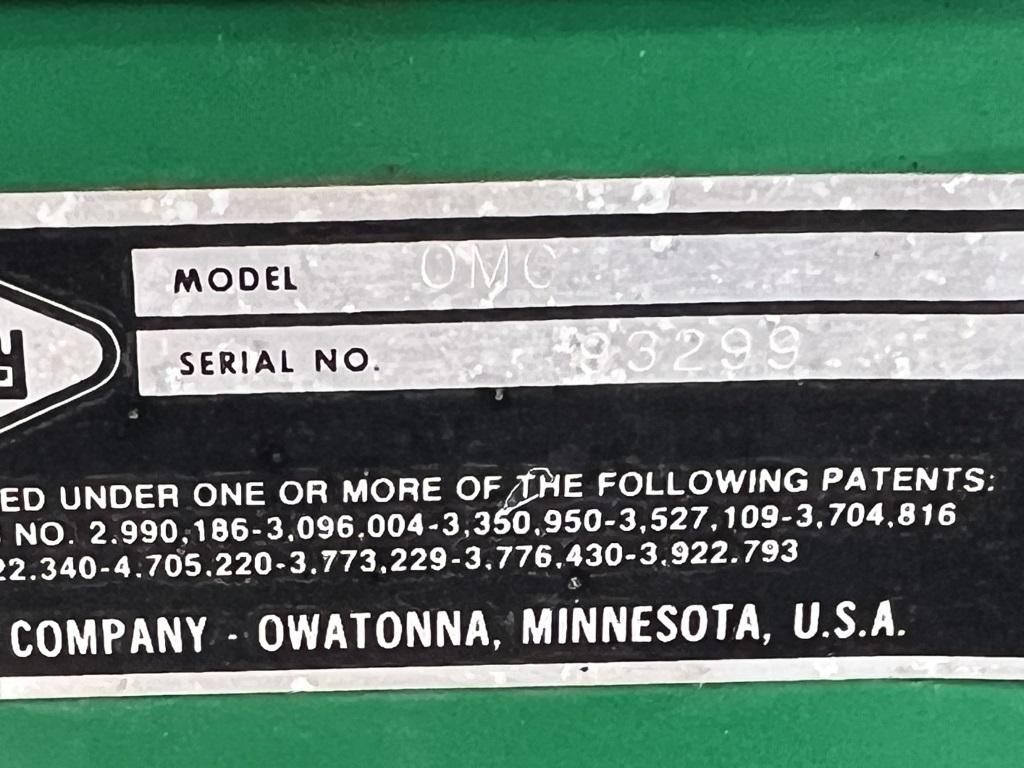 MODEL OMC
SERIAL NO. 93299
ED UNDER ONE OR MORE OF THE FOLLOWING PATENTS:
NO. 2.990,186-3,096,004-3,350,950-3,527,109-3,704,816
22.340-4.705.220-3,773,229-3,776,430-3.922.793
COMPANY - OWATONNA, MINNESOTA, U.S.A.